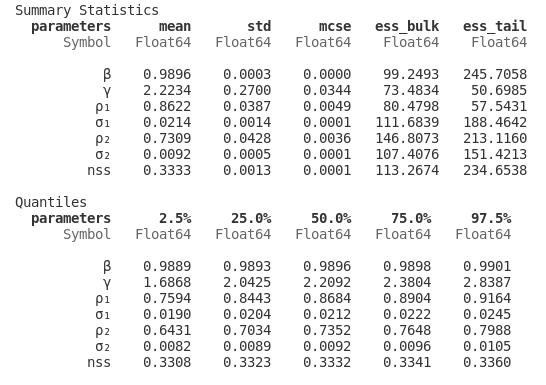 Summary Statistics
parameters mean std mcse ess_bulk ess_tail
Symbol Float64 Float64 Float64 Float64 Float64
β 0.9896 0.0003 0.0000 99.2493 245.7058
γ 2.2234 0.2700 0.0344 73.4834 50.6985
ρ₁ 0.8622 0.0387 0.0049 80.4798 57.5431
σ₁ 0.0214 0.0014 0.0001 111.6839 188.4642
ρ₂ 0.7309 0.0428 0.0036 146.8073 213.1160
σ₂ 0.0092 0.0005 0.0001 107.4076 151.4213
nss 0.3333 0.0013 0.0001 113.2674 234.6538
Quantiles
parameters 2.5% 25.0% 50.0% 75.0% 97.5%
Symbol Float64 Float64 Float64 Float64 Float64
β 0.9889 0.9893 0.9896 0.9898 0.9901
γ 1.6868 2.0425 2.2092 2.3804 2.8387
ρ₁ 0.7594 0.8443 0.8684 0.8904 0.9164
σ₁ 0.0190 0.0204 0.0212 0.0222 0.0245
ρ₂ 0.6431 0.7034 0.7352 0.7648 0.7988
σ₂ 0.0082 0.0089 0.0092 0.0096 0.0105
nss 0.3308 0.3323 0.3332 0.3341 0.3360